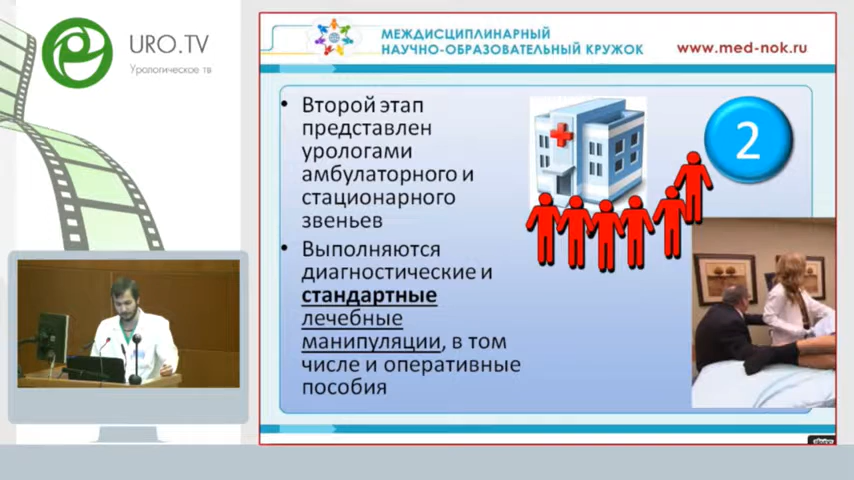 URO.TV
Урологическое тв
МЕЖДИСЦИПЛИНАРНЫЙ
НАУЧНО-ОБРАЗОВАТЕЛЬНЫЙ КРУЖОК
www.med-nok.ru
• Второй этап
представлен
урологами
амбулаторного и
стационарного
звеньев
• Выполняются
диагностические и
стандартные
лечебные
манипуляции, в том
числе и оперативные
пособия
2